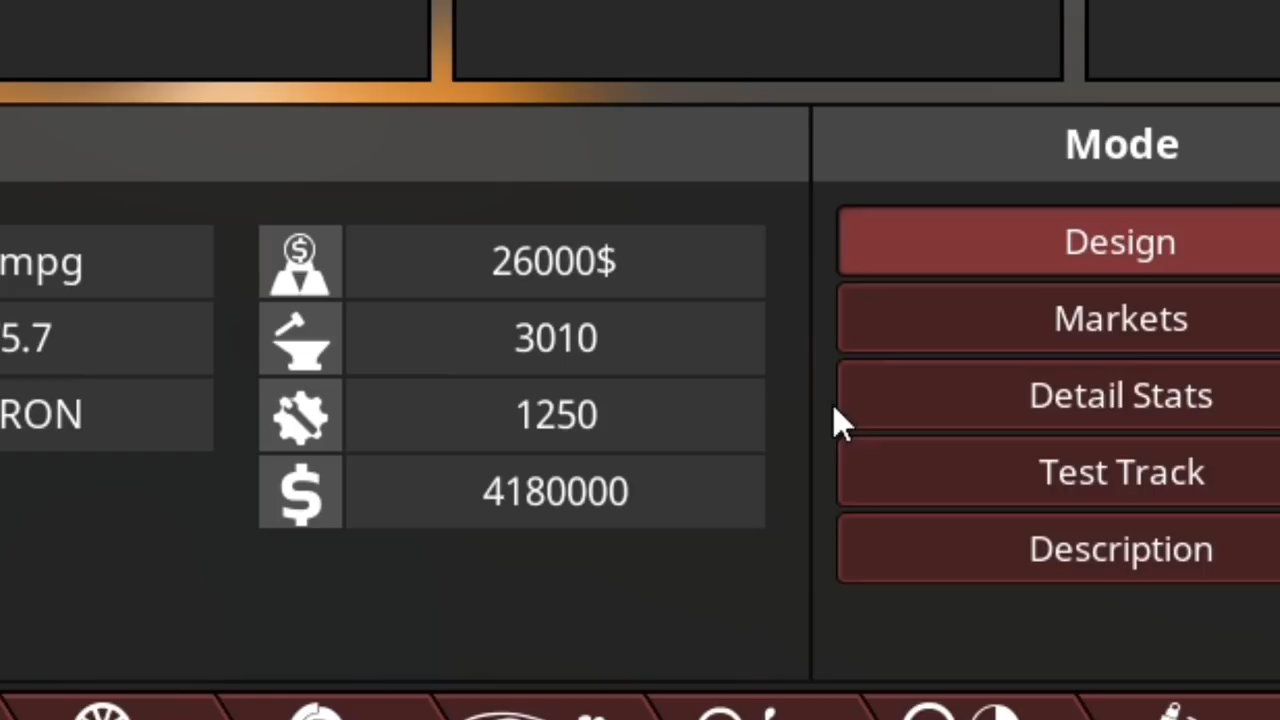 Mode
mpg
5.7
RON
26000$
3010
1250
4180000
Design
Markets
Detail Stats
Test Track
Description